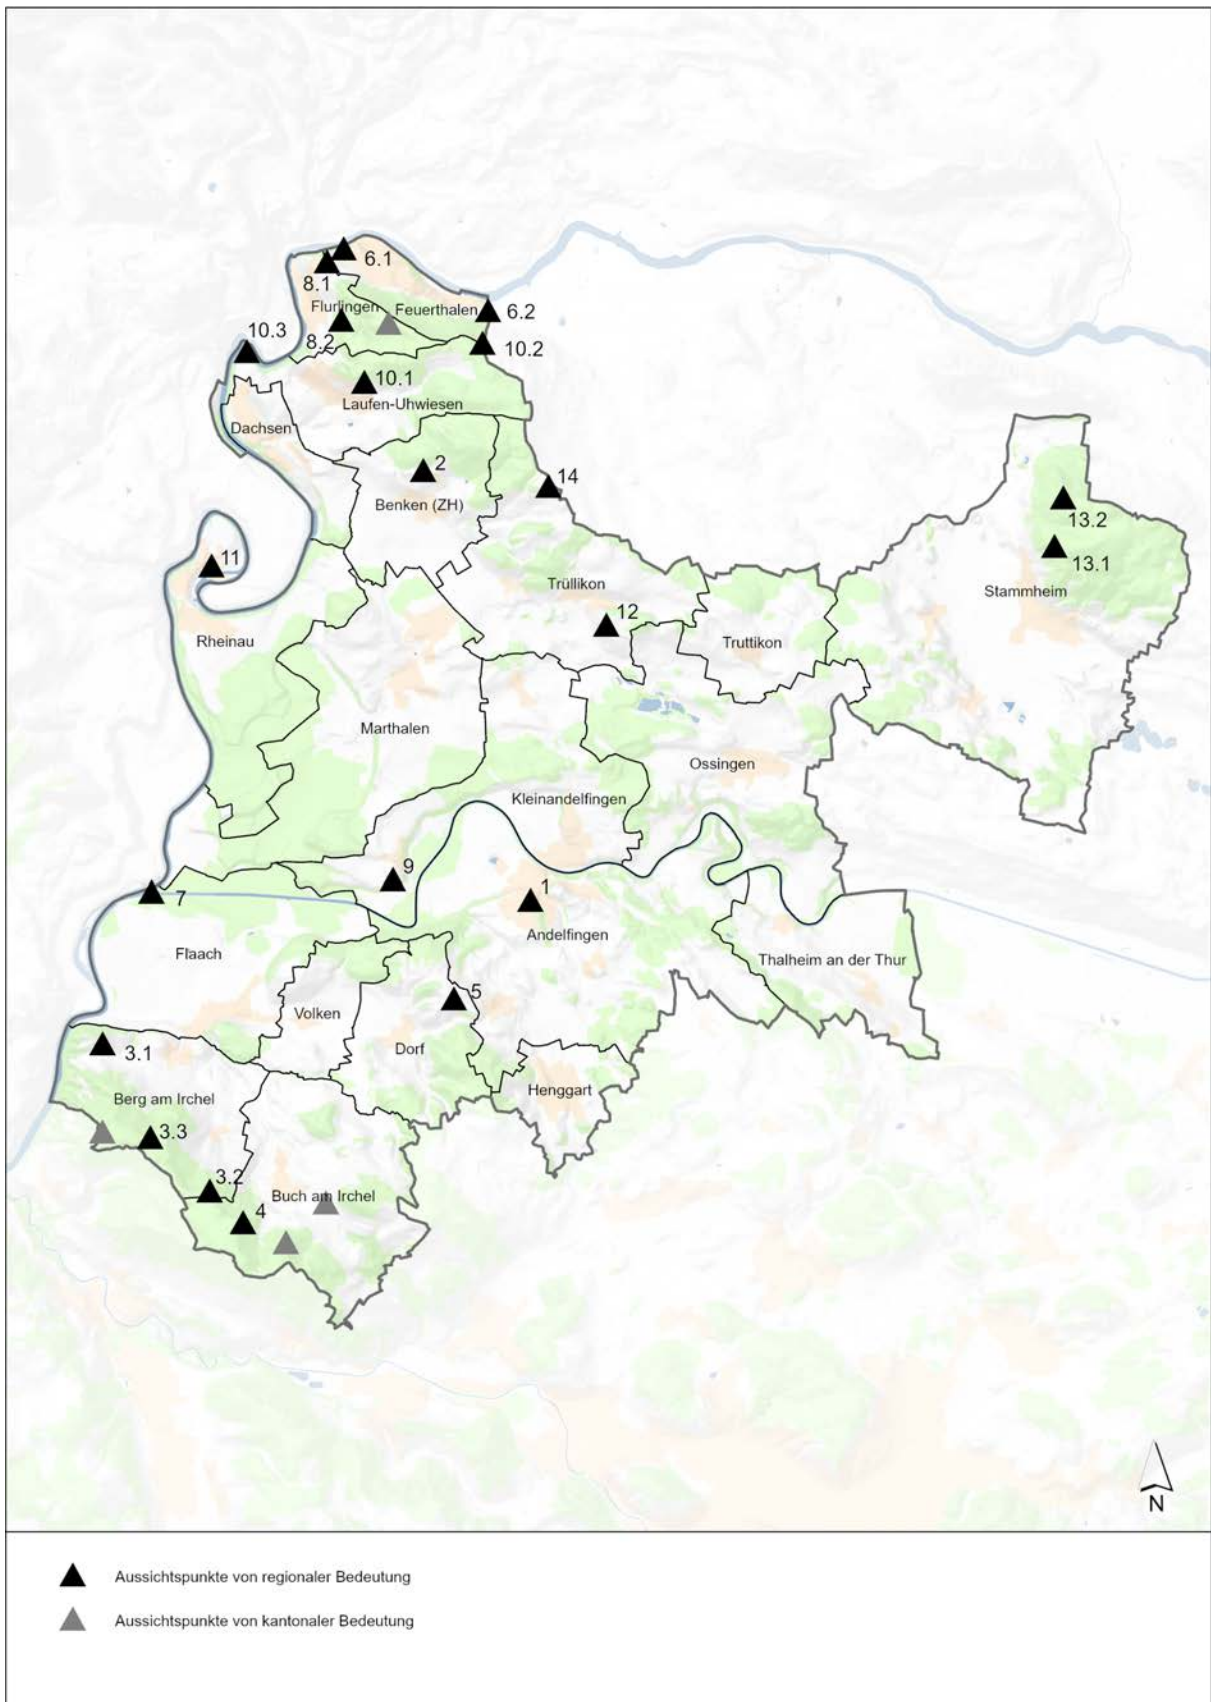 6.1
8.1
Flurlingen
Feuerthalen
6.2
10.3
8.2
10.2
10.1
Laufen-Uhwiesen
Dachsen
2
14
Benken (ZH)
13.2
11
13.1
Trüllikon
Stammheim
12
Rheinau
Truttikon
Marthalen
Ossingen
Kleinandelfingen
9
1
7
Andelfingen
Flaach
Thalheim an der Thur
5
Volken
3.1
Dorf
Henggart
Berg am Irchel
3.3
3.2
Buch am Irchel
4
N
Aussichtspunkte von regionaler Bedeutung
Aussichtspunkte von kantonaler Bedeutung